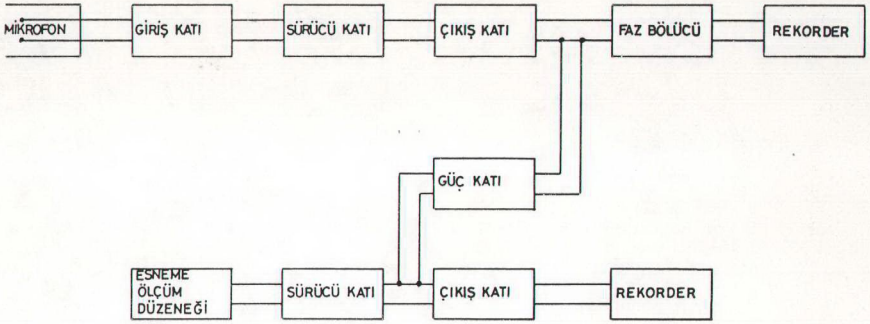 MİKROFON
GİRİŞ KATI
SÜRÜCÜ KATI
ÇIKIŞ KATI
FAZ BÖLÜCÜ
REKORDER
GÜÇ KATI
ESNEME
ÖLÇÜM
DÜZENEĞİ
SÜRÜCÜ KATI
ÇIKIŞ KATI
REKORDER